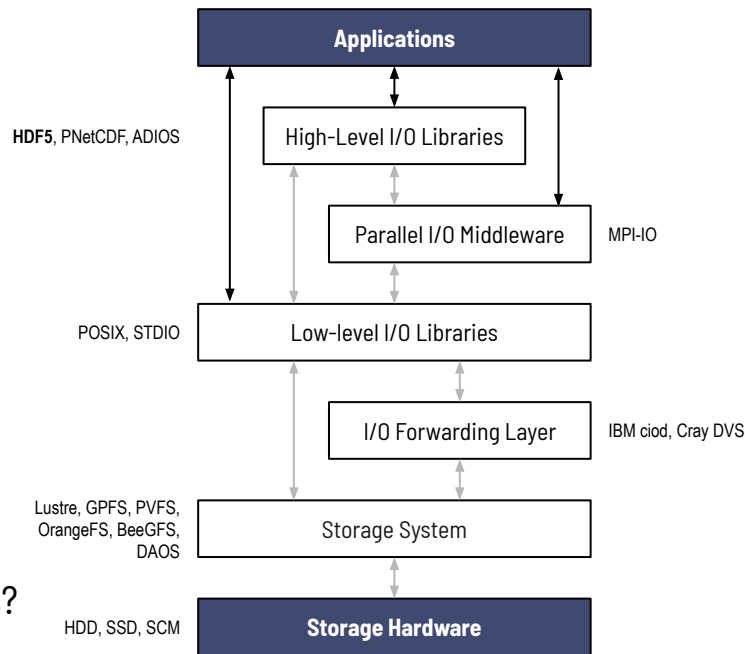 Applications
HDF5, PNetCDF, ADIOS
High-Level I/O Libraries
Parallel I/O Middleware
MPI-IO
POSIX, STDIO
Low-level I/O Libraries
I/O Forwarding Layer
IBM ciod, Cray DVS
Lustre, GPFS, PVFS,
OrangeFS, BeeGFS,
DAOS
Storage System
?
HDD, SSD, SCM
Storage Hardware